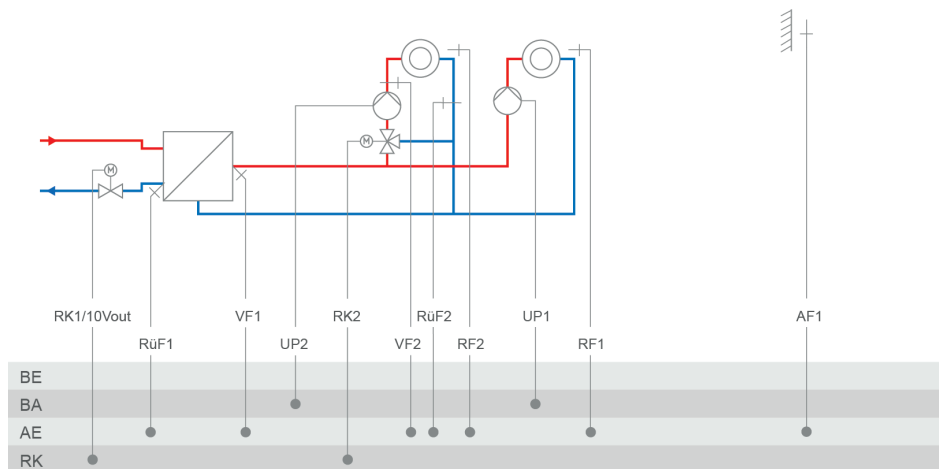 M
M
RK1/10Vout VF1 RK2 RüF2 UP1 AF1
RüF1 UP2 VF2 RF2 RF1
BE
BA
AE
RK